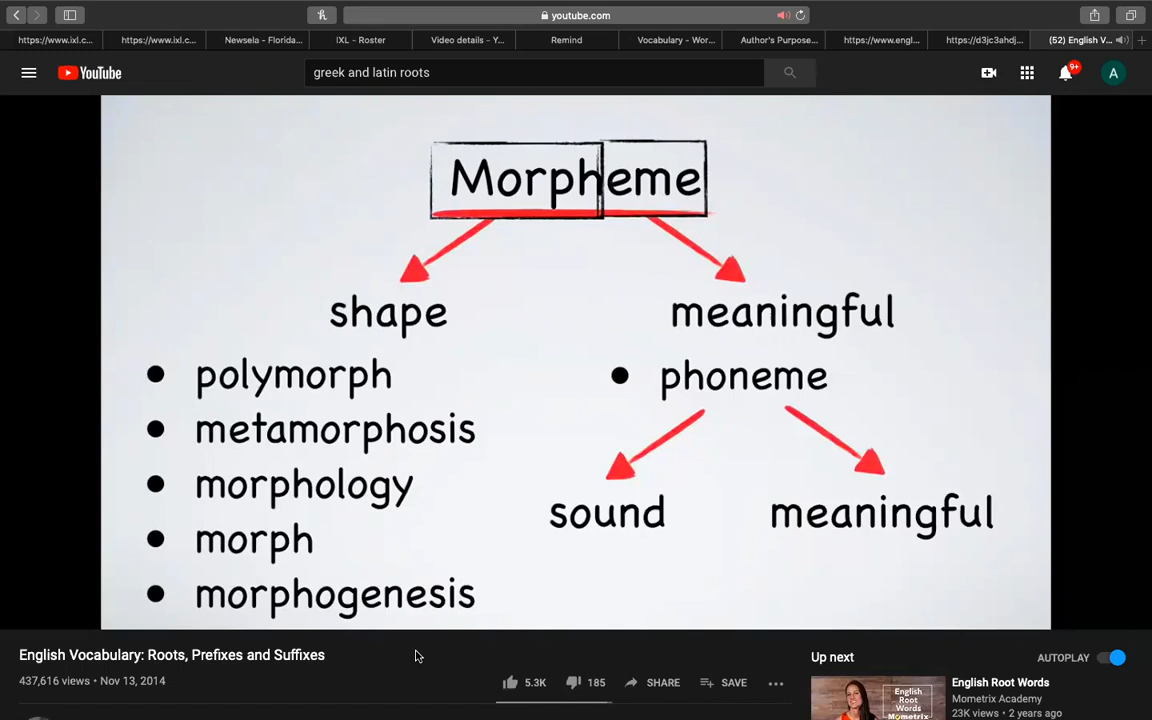 youtube.com
https://www.ixl.c...
https://www.ixl.c...
Newsela - Florida...
IXL - Roster
Video details - Y...
Remind
Vocabulary - Wor...
Author's Purpose...
https://www.engl...
https://d3jc3ahdj...
(52) English V...
YouTube
greek and latin roots
9+
A
Morpheme
shape
meaningful
polymorph
metamorphosis
morphology
morph
morphogenesis
phoneme
sound
meaningful
English Vocabulary: Roots, Prefixes and Suffixes
437,616 views • Nov 13, 2014
5.3K
185
SHARE
SAVE
Up next
AUTOPLAY
English
Root
Words
Mometrix
English Root Words
Mometrix Academy
23K views • 2 years ago